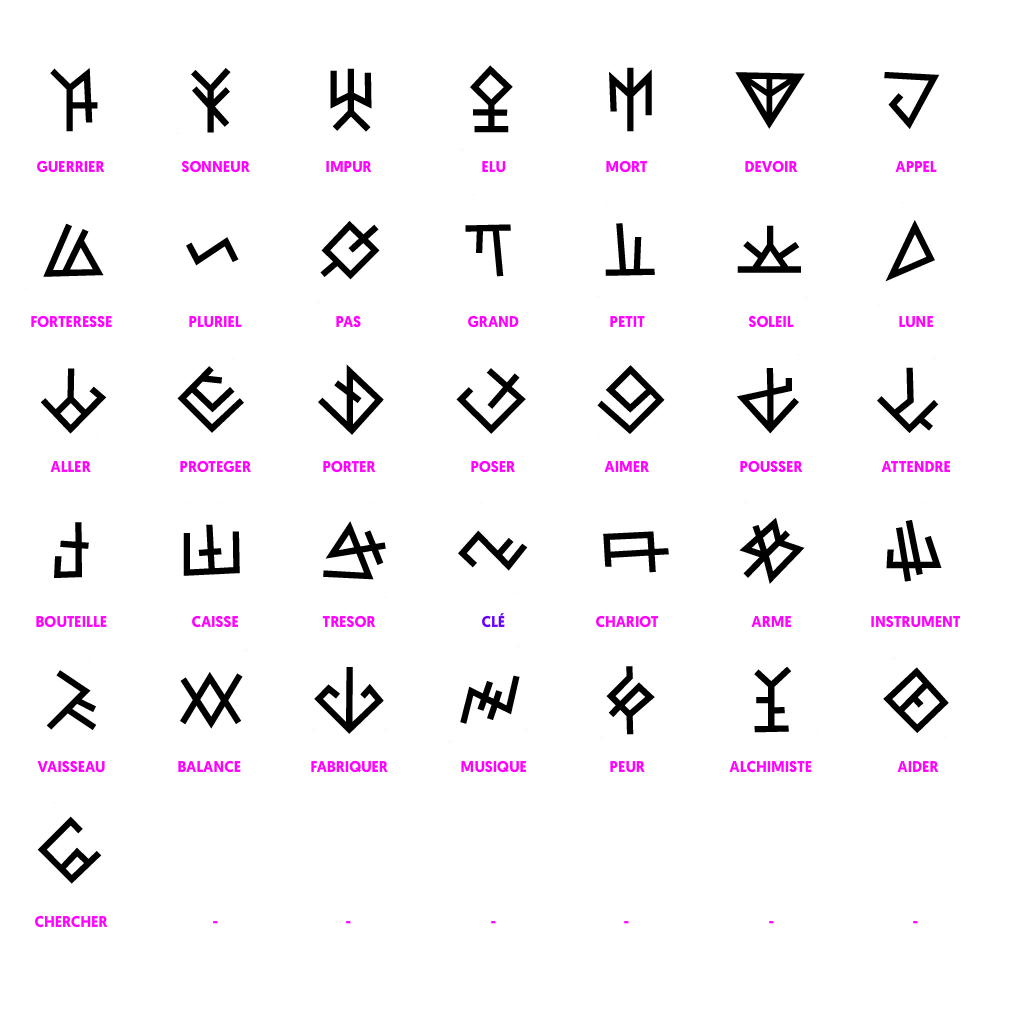 GUERRIER SONNEUR IMPUR ELU MORT DEVOIR APPEL
FORTERESSE PLURIEL PAS GRAND PETIT SOLEIL LUNE
ALLER PROTEGER PORTER POSER AIMER POUSSER ATTENDRE
BOUTEILLE CAISSE TRESOR CLÉ CHARIOT ARME INSTRUMENT
VAISSEAU BALANCE FABRIQUER MUSIQUE PEUR ALCHIMISTE AIDER
CHERCHER - - - - - -